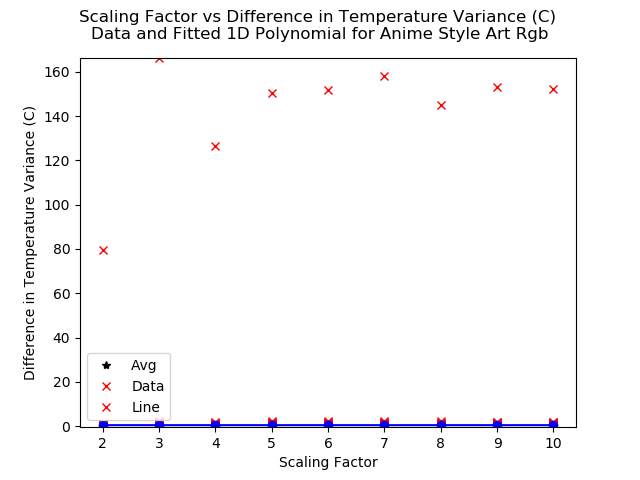 Scaling Factor vs Difference in Temperature Variance (C)
Data and Fitted 1D Polynomial for Anime Style Art Rgb
160
140
120
100
80
60
40
20
0
Difference in Temperature Variance (C)
Avg
Data
Line
2 3 4 5 6 7 8 9 10
Scaling Factor